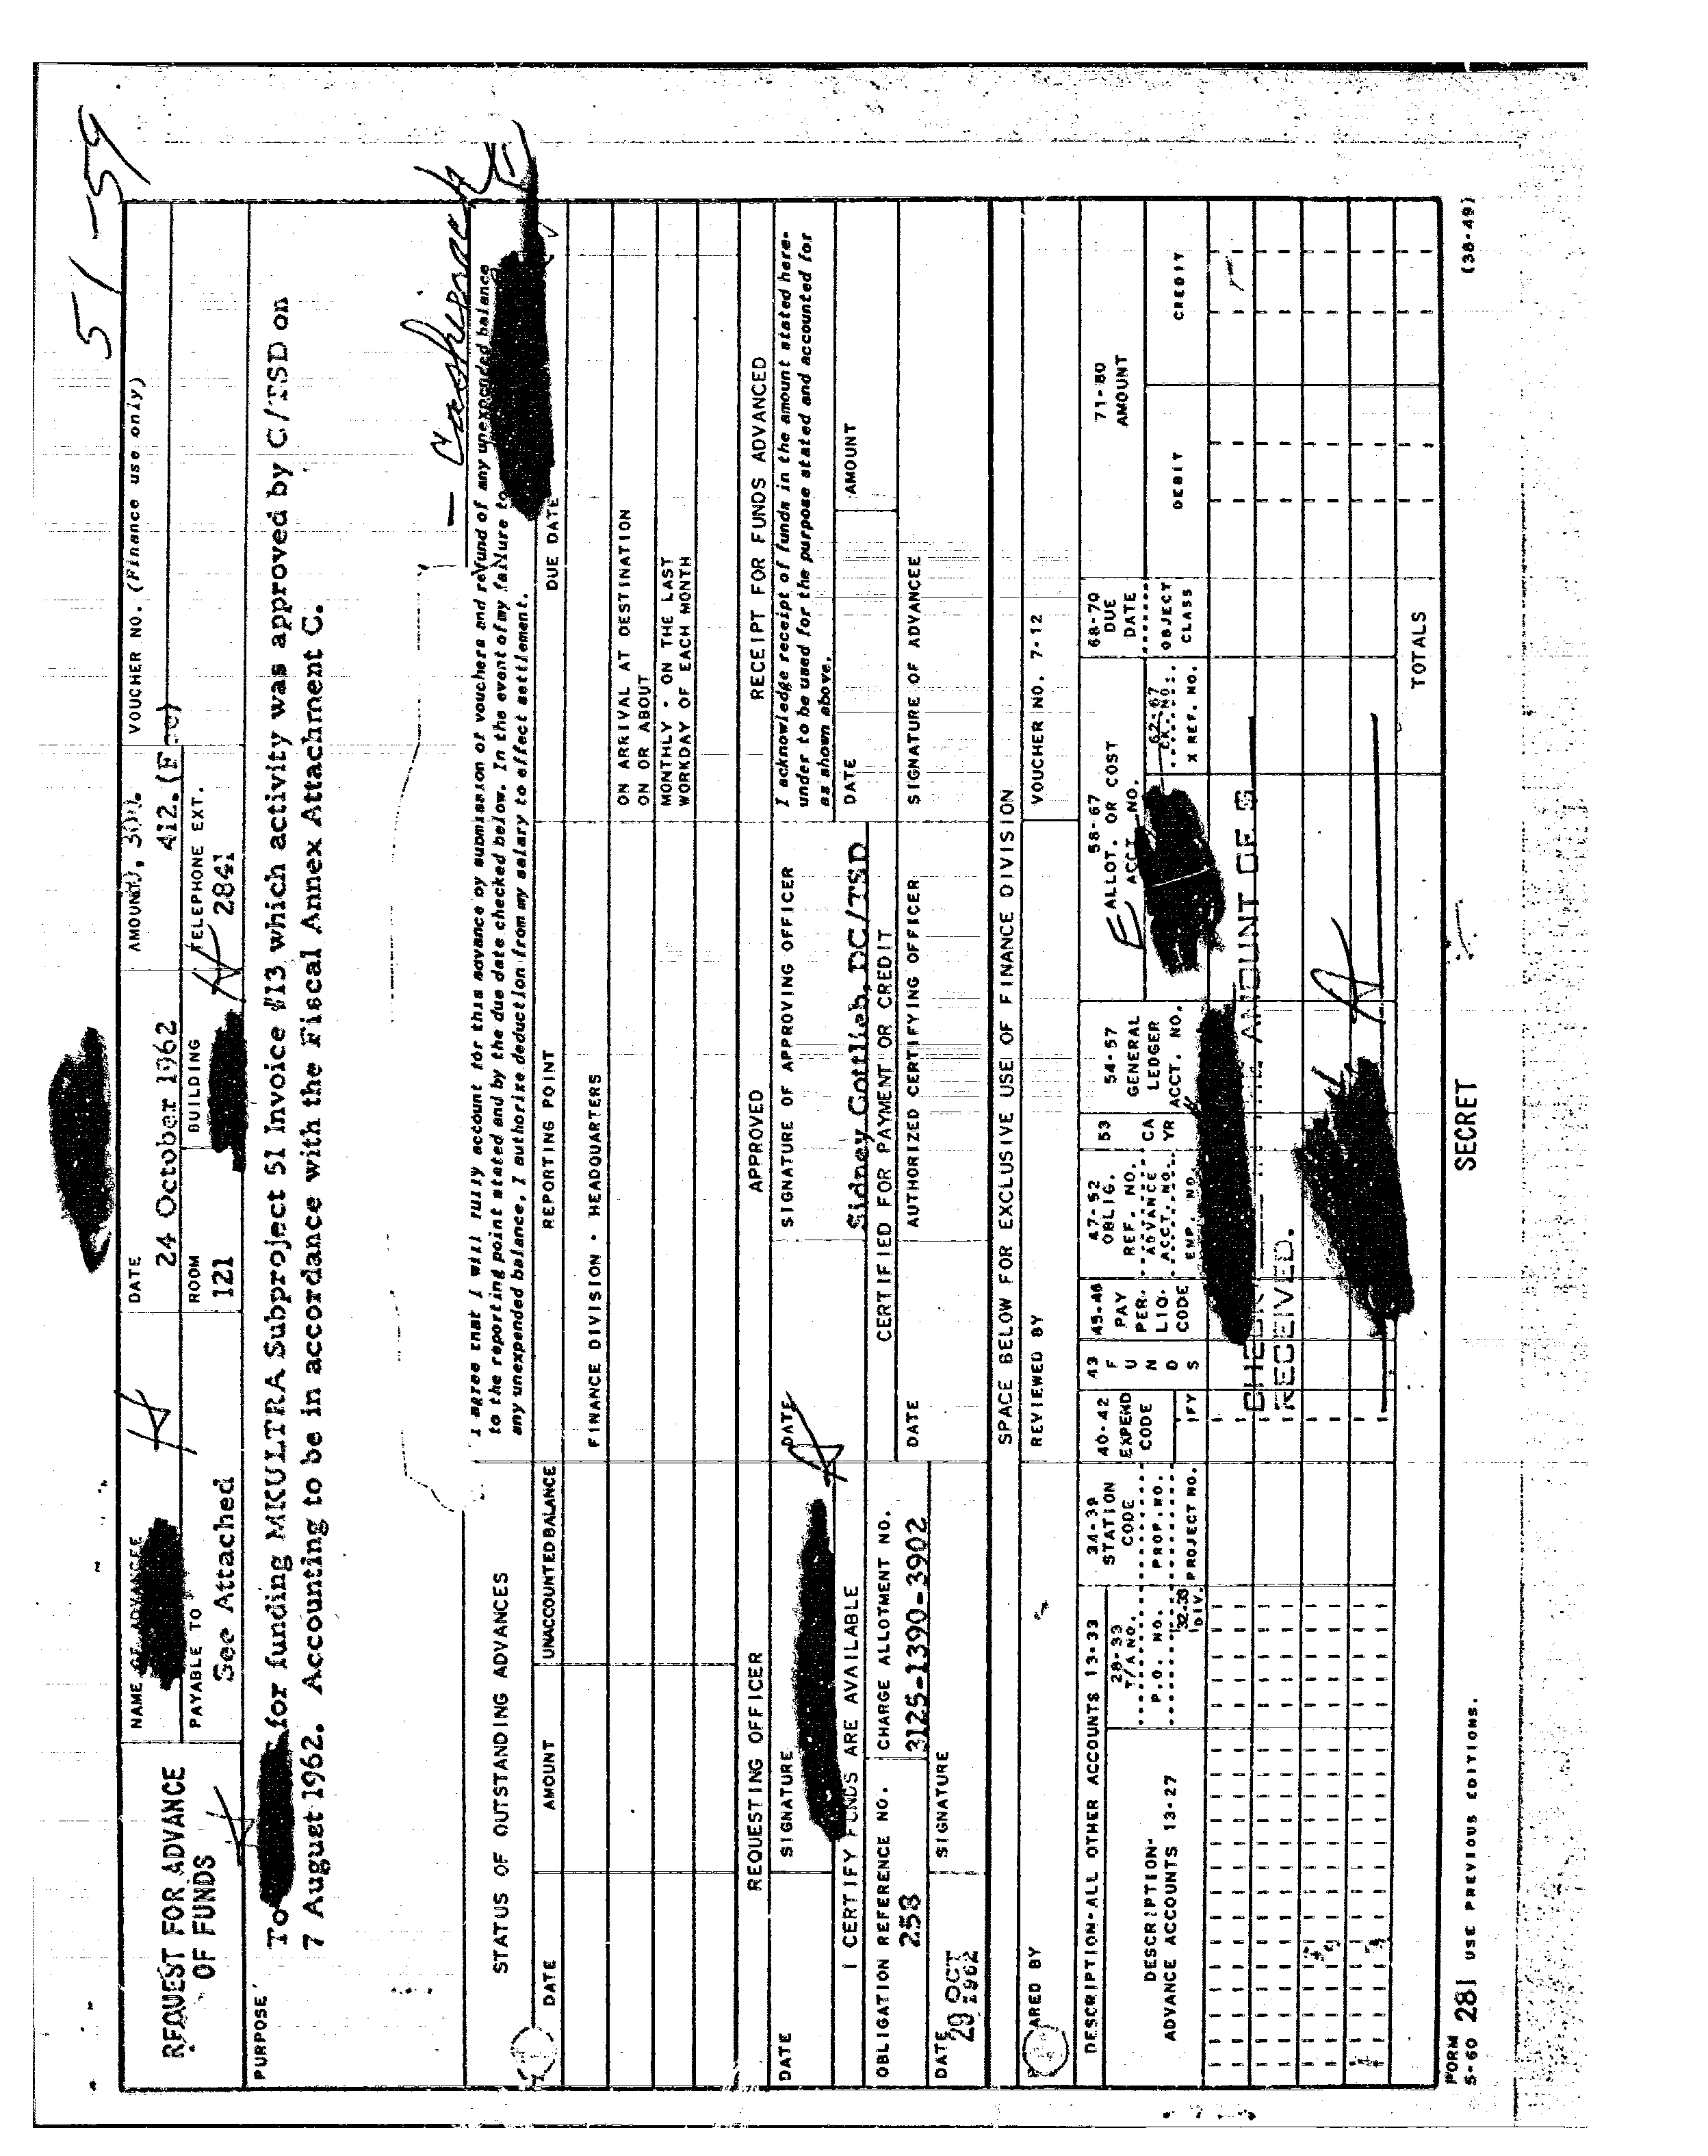 51-59
REQUEST FOR ADVANCE
OF FUNDS
NAME OF ADVANCEE
DATE
24 October 1962
AMOUNT
412.
VOUCHER NO. (Finance use only)
PAYABLE TO
See Attached
ROOM
121
BUILDING
TELEPHONE EXT.
2841
PURPOSE
To for funding MKULTRA Subproject 51 Invoice #13 which activity was approved by C/TSD on
7 August 1962. Accounting to be in accordance with the Fiscal Annex Attachment C.
STATUS OF OUTSTANDING ADVANCES
I agree that I will fully account for this advance by submission of vouchers and refund of any unexpended balance
to the reporting point stated and by the due date checked below. In the event of my failure to
any unexpended balance, I authorize deduction from my salary to effect settlement.
DATE
AMOUNT
UNACCOUNTED BALANCE
REPORTING POINT
DUE DATE
FINANCE DIVISION - HEADQUARTERS
ON ARRIVAL AT DESTINATION
ON OR ABOUT
MONTHLY - ON THE LAST
WORKDAY OF EACH MONTH
REQUESTING OFFICER
APPROVED
RECEIPT FOR FUNDS ADVANCED
DATE
SIGNATURE
DATE
SIGNATURE OF APPROVING OFFICER
Sidney Gottlieb, DC/TSD
I acknowledge receipt of funds in the amount stated here-
under to be used for the purpose stated and accounted for
as shown above.
I CERTIFY FUNDS ARE AVAILABLE
CERTIFIED FOR PAYMENT OR CREDIT
DATE
AMOUNT
OBLIGATION REFERENCE NO.
258
CHARGE ALLOTMENT NO.
3125-1390-3902
DATE
AUTHORIZED CERTIFYING OFFICER
SIGNATURE OF ADVANCEE
DATE
29 OCT
1962
SIGNATURE
SPACE BELOW FOR EXCLUSIVE USE OF FINANCE DIVISION
ARED BY
REVIEWED BY
VOUCHER NO. 7-12
DESCRIPTION-ALL OTHER ACCOUNTS 13-33
DESCRIPTION-
ADVANCE ACCOUNTS 13-27
28-33
T/A NO.
P.O. NO.
32-33
DIV.
34-39
STATION
CODE
PROP. NO.
PROJECT NO.
40-42
EXPEND
CODE
FY
43
F
U
N
D
S
45-46
PAY
PER.
LIQ.
CODE
47-52
OBLIG.
REF. NO.
ADVANCE
ACCT. NO.
EMP. NO.
53
CA
YR
54-57
GENERAL
LEDGER
ACCT. NO.
58-67
ALLOT. OR COST
ACCT. NO.
62-67
CK. NO.
X REF. NO.
68-70
DUE
DATE
OBJECT
CLASS
71-80
AMOUNT
DEBIT
CREDIT
AMOUNT OF $
RECEIVED.
TOTALS
FORM
5-60 281 USE PREVIOUS EDITIONS.
SECRET
(38-49)